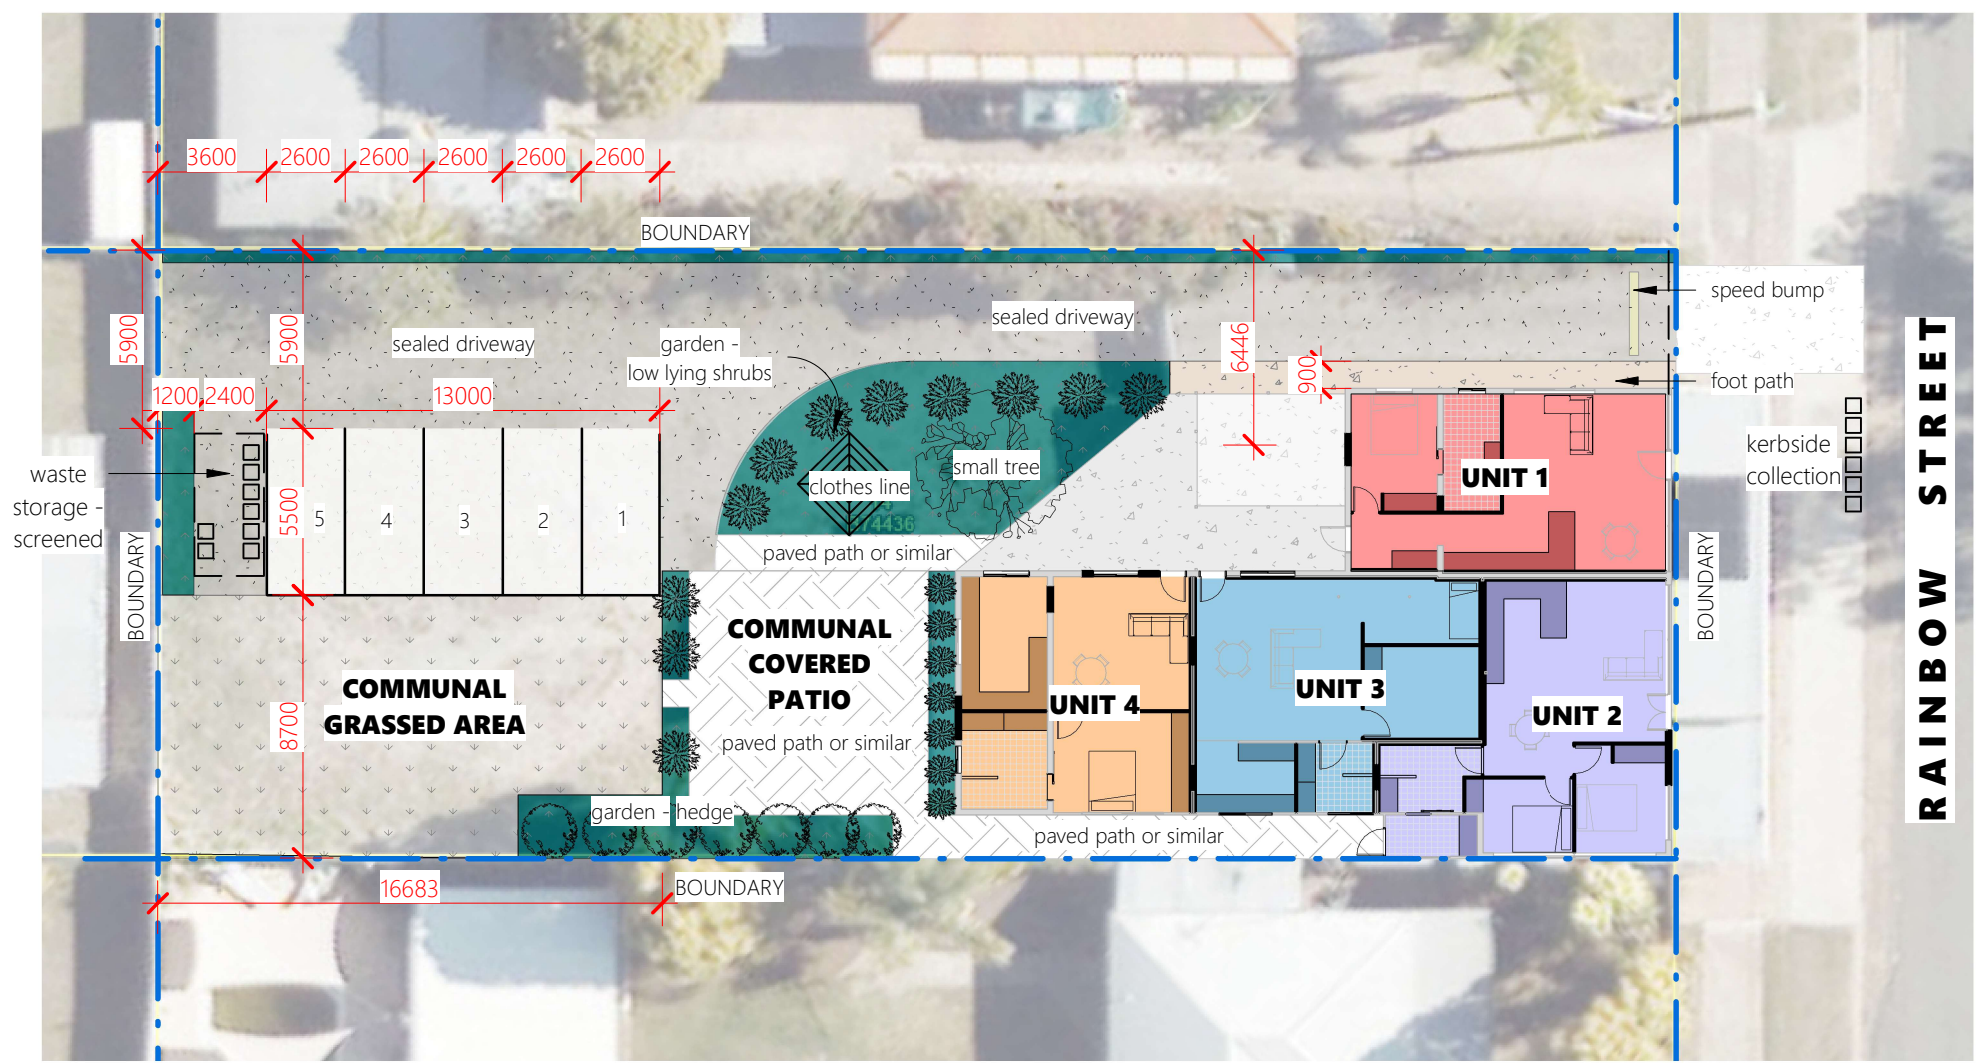 3600
2600
2600
2600
2600
2600
BOUNDARY
speed bump
sealed driveway
5900
5900
sealed driveway
garden -
low lying shrubs
6446
900
foot path
1200
2400
13000
kerbside
collection
waste
storage -
screened
clothes line
small tree
UNIT 1
5500
5
4
3
2
1
74436
paved path or similar
BOUNDARY
BOUNDARY
RAINBOW STREET
COMMUNAL
COVERED
PATIO
paved path or similar
COMMUNAL
GRASSED AREA
8700
UNIT 4
UNIT 3
UNIT 2
garden - hedge
paved path or similar
16683
BOUNDARY